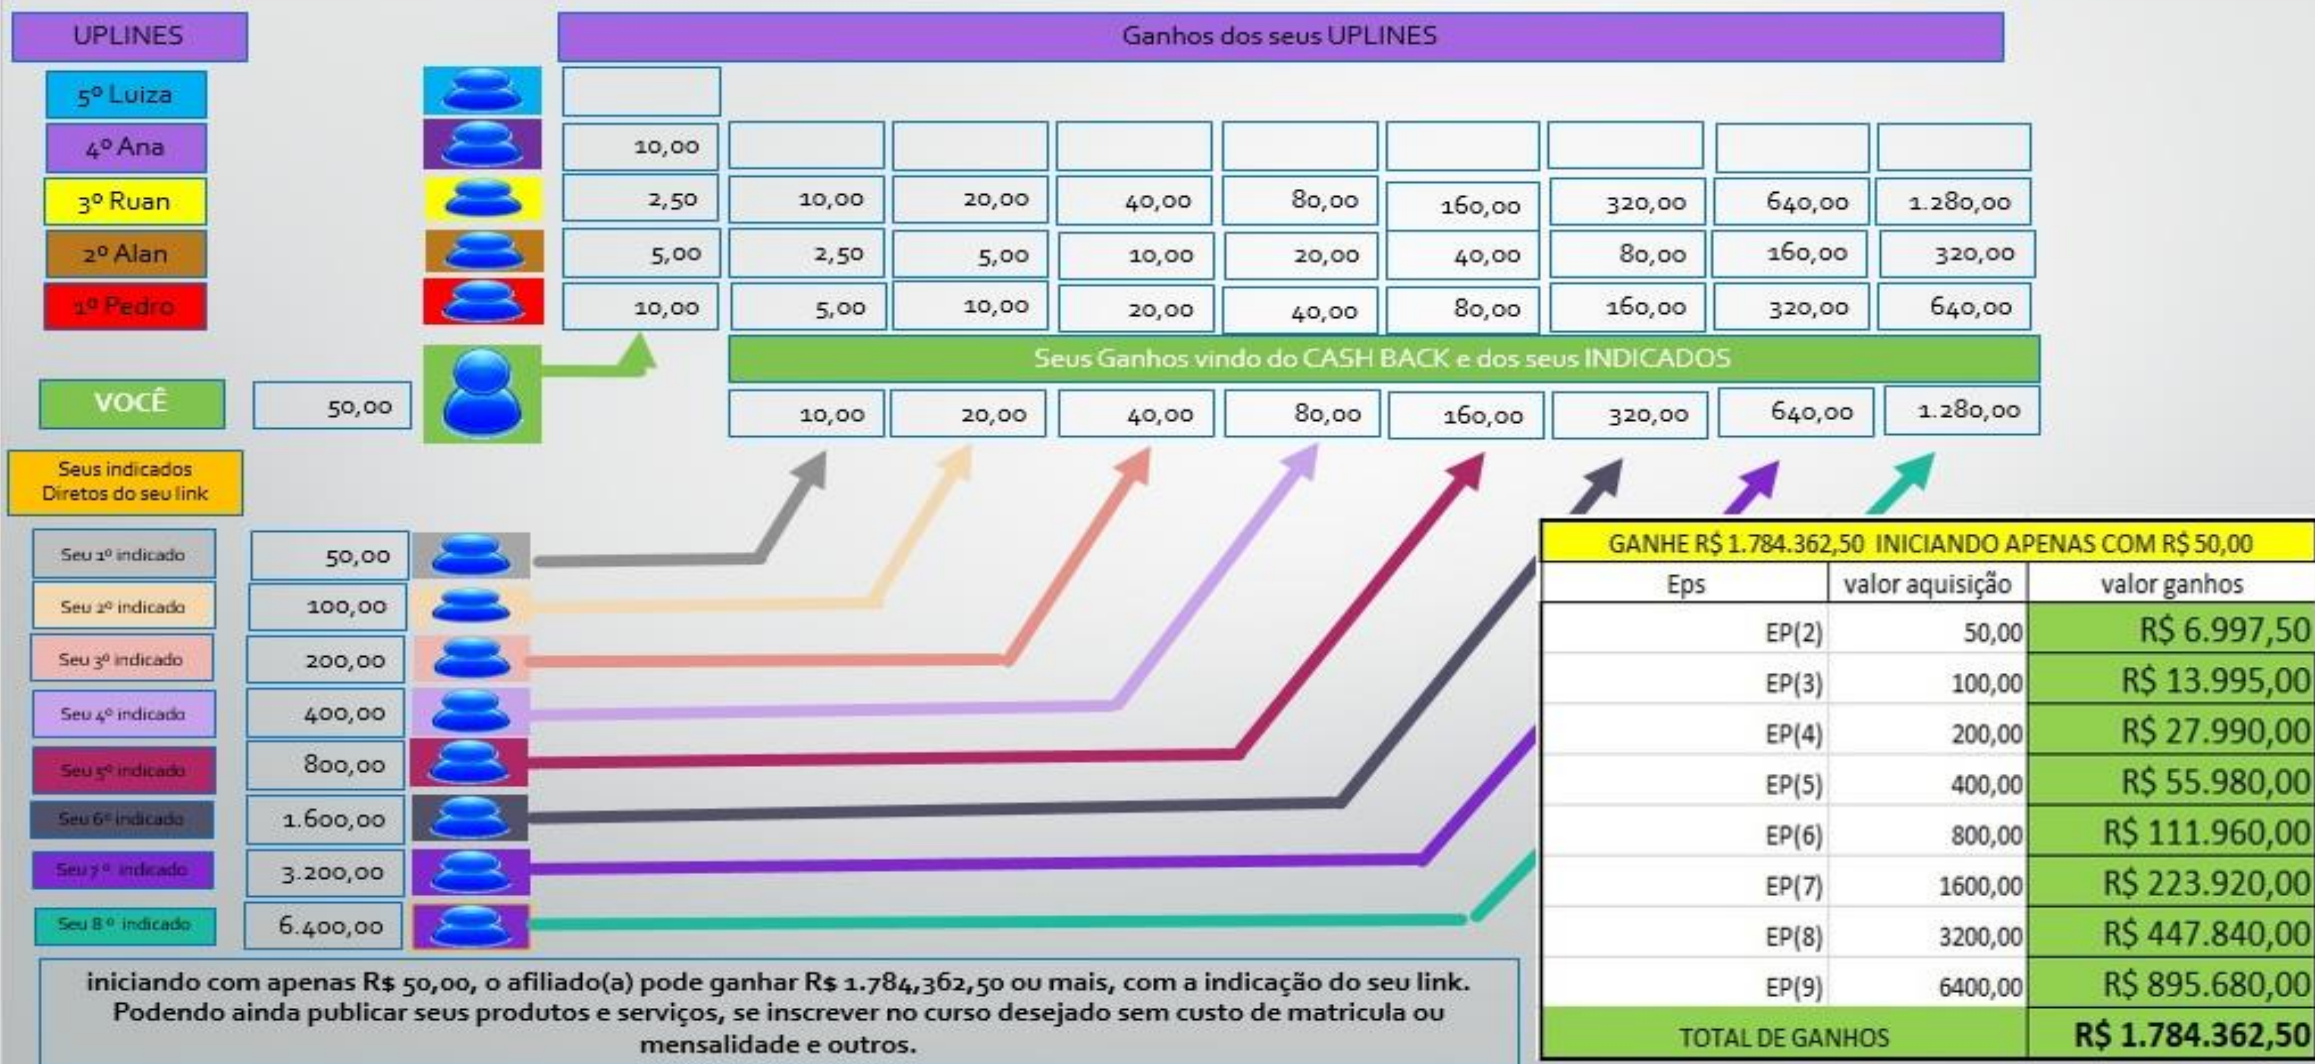 UPLINES
Ganhos dos seus UPLINES
5º Luiza
4º Ana
10,00
3º Ruan
2,50 10,00 20,00 40,00 80,00 160,00 320,00 640,00 1.280,00
2º Alan
5,00 2,50 5,00 10,00 20,00 40,00 80,00 160,00 320,00
1º Pedro
10,00 5,00 10,00 20,00 40,00 80,00 160,00 320,00 640,00
Seus Ganhos vindo do CASH BACK e dos seus INDICADOS
VOCÊ
50,00
10,00 20,00 40,00 80,00 160,00 320,00 640,00 1.280,00
Seus indicados
Diretos do seu link
Seu 1º indicado
50,00
Seu 2º indicado
100,00
Seu 3º indicado
200,00
Seu 4º indicado
400,00
Seu 5º indicado
800,00
Seu 6º indicado
1.600,00
Seu 7º indicado
3.200,00
Seu 8º indicado
6.400,00
GANHE R$ 1.784.362,50 INICIANDO APENAS COM R$ 50,00
Eps valor aquisição valor ganhos
EP(2) 50,00 R$ 6.997,50
EP(3) 100,00 R$ 13.995,00
EP(4) 200,00 R$ 27.990,00
EP(5) 400,00 R$ 55.980,00
EP(6) 800,00 R$ 111.960,00
EP(7) 1600,00 R$ 223.920,00
EP(8) 3200,00 R$ 447.840,00
EP(9) 6400,00 R$ 895.680,00
TOTAL DE GANHOS R$ 1.784.362,50
iniciando com apenas R$ 50,00, o afiliado(a) pode ganhar R$ 1.784,362,50 ou mais, com a indicação do seu link.
Podendo ainda publicar seus produtos e serviços, se inscrever no curso desejado sem custo de matricula ou
mensalidade e outros.